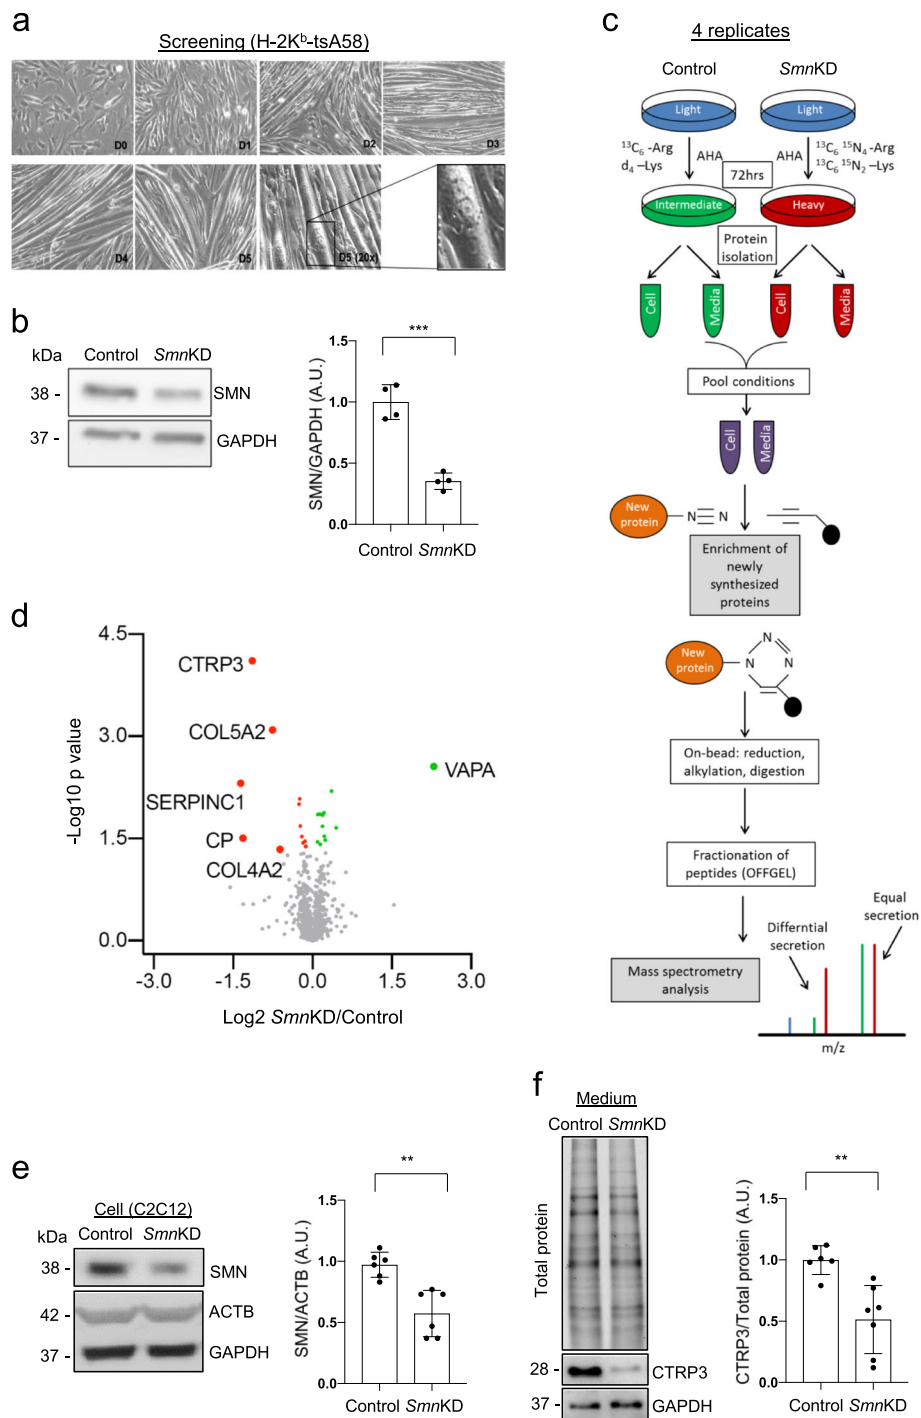 a
Screening (H-2Kᵇ-tsA58)
D0
D1
D2
D3
D4
D5
D5 (20x)
b
kDa
Control SmnKD
38 -
SMN
37 -
GAPDH
***
SMN/GAPDH (A.U.)
1.5
1.0
0.5
0.0
Control SmnKD
c
4 replicates
Control
SmnKD
Light
Light
¹³C₆ -Arg
d₄ –Lys
AHA
AHA
¹³C₆ ¹⁵N₄ -Arg
¹³C₆ ¹⁵N₂ –Lys
72hrs
Intermediate
Heavy
Protein
isolation
Cell
Media
Cell
Media
Pool conditions
Cell
Media
New
protein
N
N
Enrichment of
newly
synthesized
proteins
New
protein
N
N
N
On-bead: reduction,
alkylation, digestion
Fractionation of
peptides (OFFGEL)
Mass spectrometry
analysis
Differntial
secretion
Equal
secretion
m/z
d
-Log10 p value
4.5
3.0
1.5
0.0
CTRP3
COL5A2
SERPINC1
CP
COL4A2
VAPA
-3.0
-1.5
0.0
1.5
3.0
Log2 SmnKD/Control
e
Cell (C2C12)
kDa
Control SmnKD
38 -
SMN
42 -
ACTB
37 -
GAPDH
**
SMN/ACTB (A.U.)
1.5
1.0
0.5
0.0
Control SmnKD
f
Medium
Control SmnKD
Total protein
28 -
CTRP3
37 -
GAPDH
**
CTRP3/Total protein (A.U.)
1.5
1.0
0.5
0.0
Control SmnKD